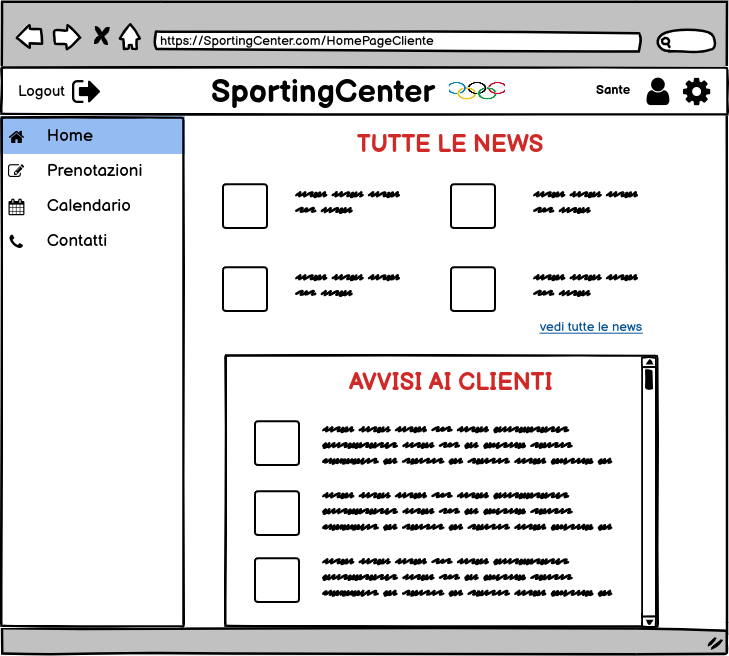 https://SportingCenter.com/HomePageCliente
Logout
SportingCenter
Sante
Home
Prenotazioni
Calendario
Contatti
TUTTE LE NEWS
vedi tutte le news
AVVISI AI CLIENTI